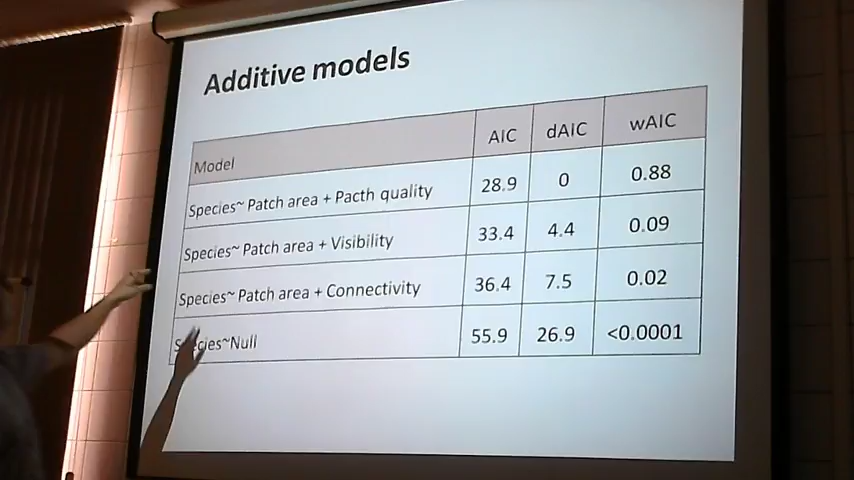 Additive models
Model AIC dAIC wAIC
Species~ Patch area + Pacth quality 28.9 0 0.88
Species~ Patch area + Visibility 33.4 4.4 0.09
Species~ Patch area + Connectivity 36.4 7.5 0.02
Species~Null 55.9 26.9 <0.0001